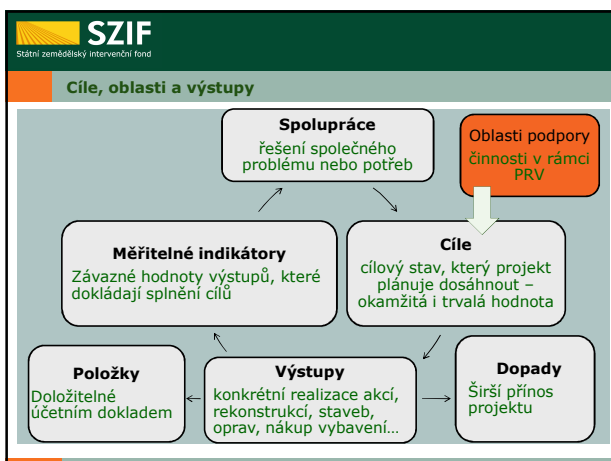 SZIF
Státní zemědělský intervenční fond
Cíle, oblasti a výstupy
Spolupráce
řešení společného
problému nebo potřeb
Oblasti podpory
činnosti v rámci
PRV
Měřitelné indikátory
Závazné hodnoty výstupů, které
dokládají splnění cílů
Cíle
cílový stav, který projekt
plánuje dosáhnout –
okamžitá i trvalá hodnota
Položky
Doložitelné
účetním dokladem
Výstupy
konkrétní realizace akcí,
rekonstrukcí, staveb,
oprav, nákup vybavení…
Dopady
Širší přínos
projektu